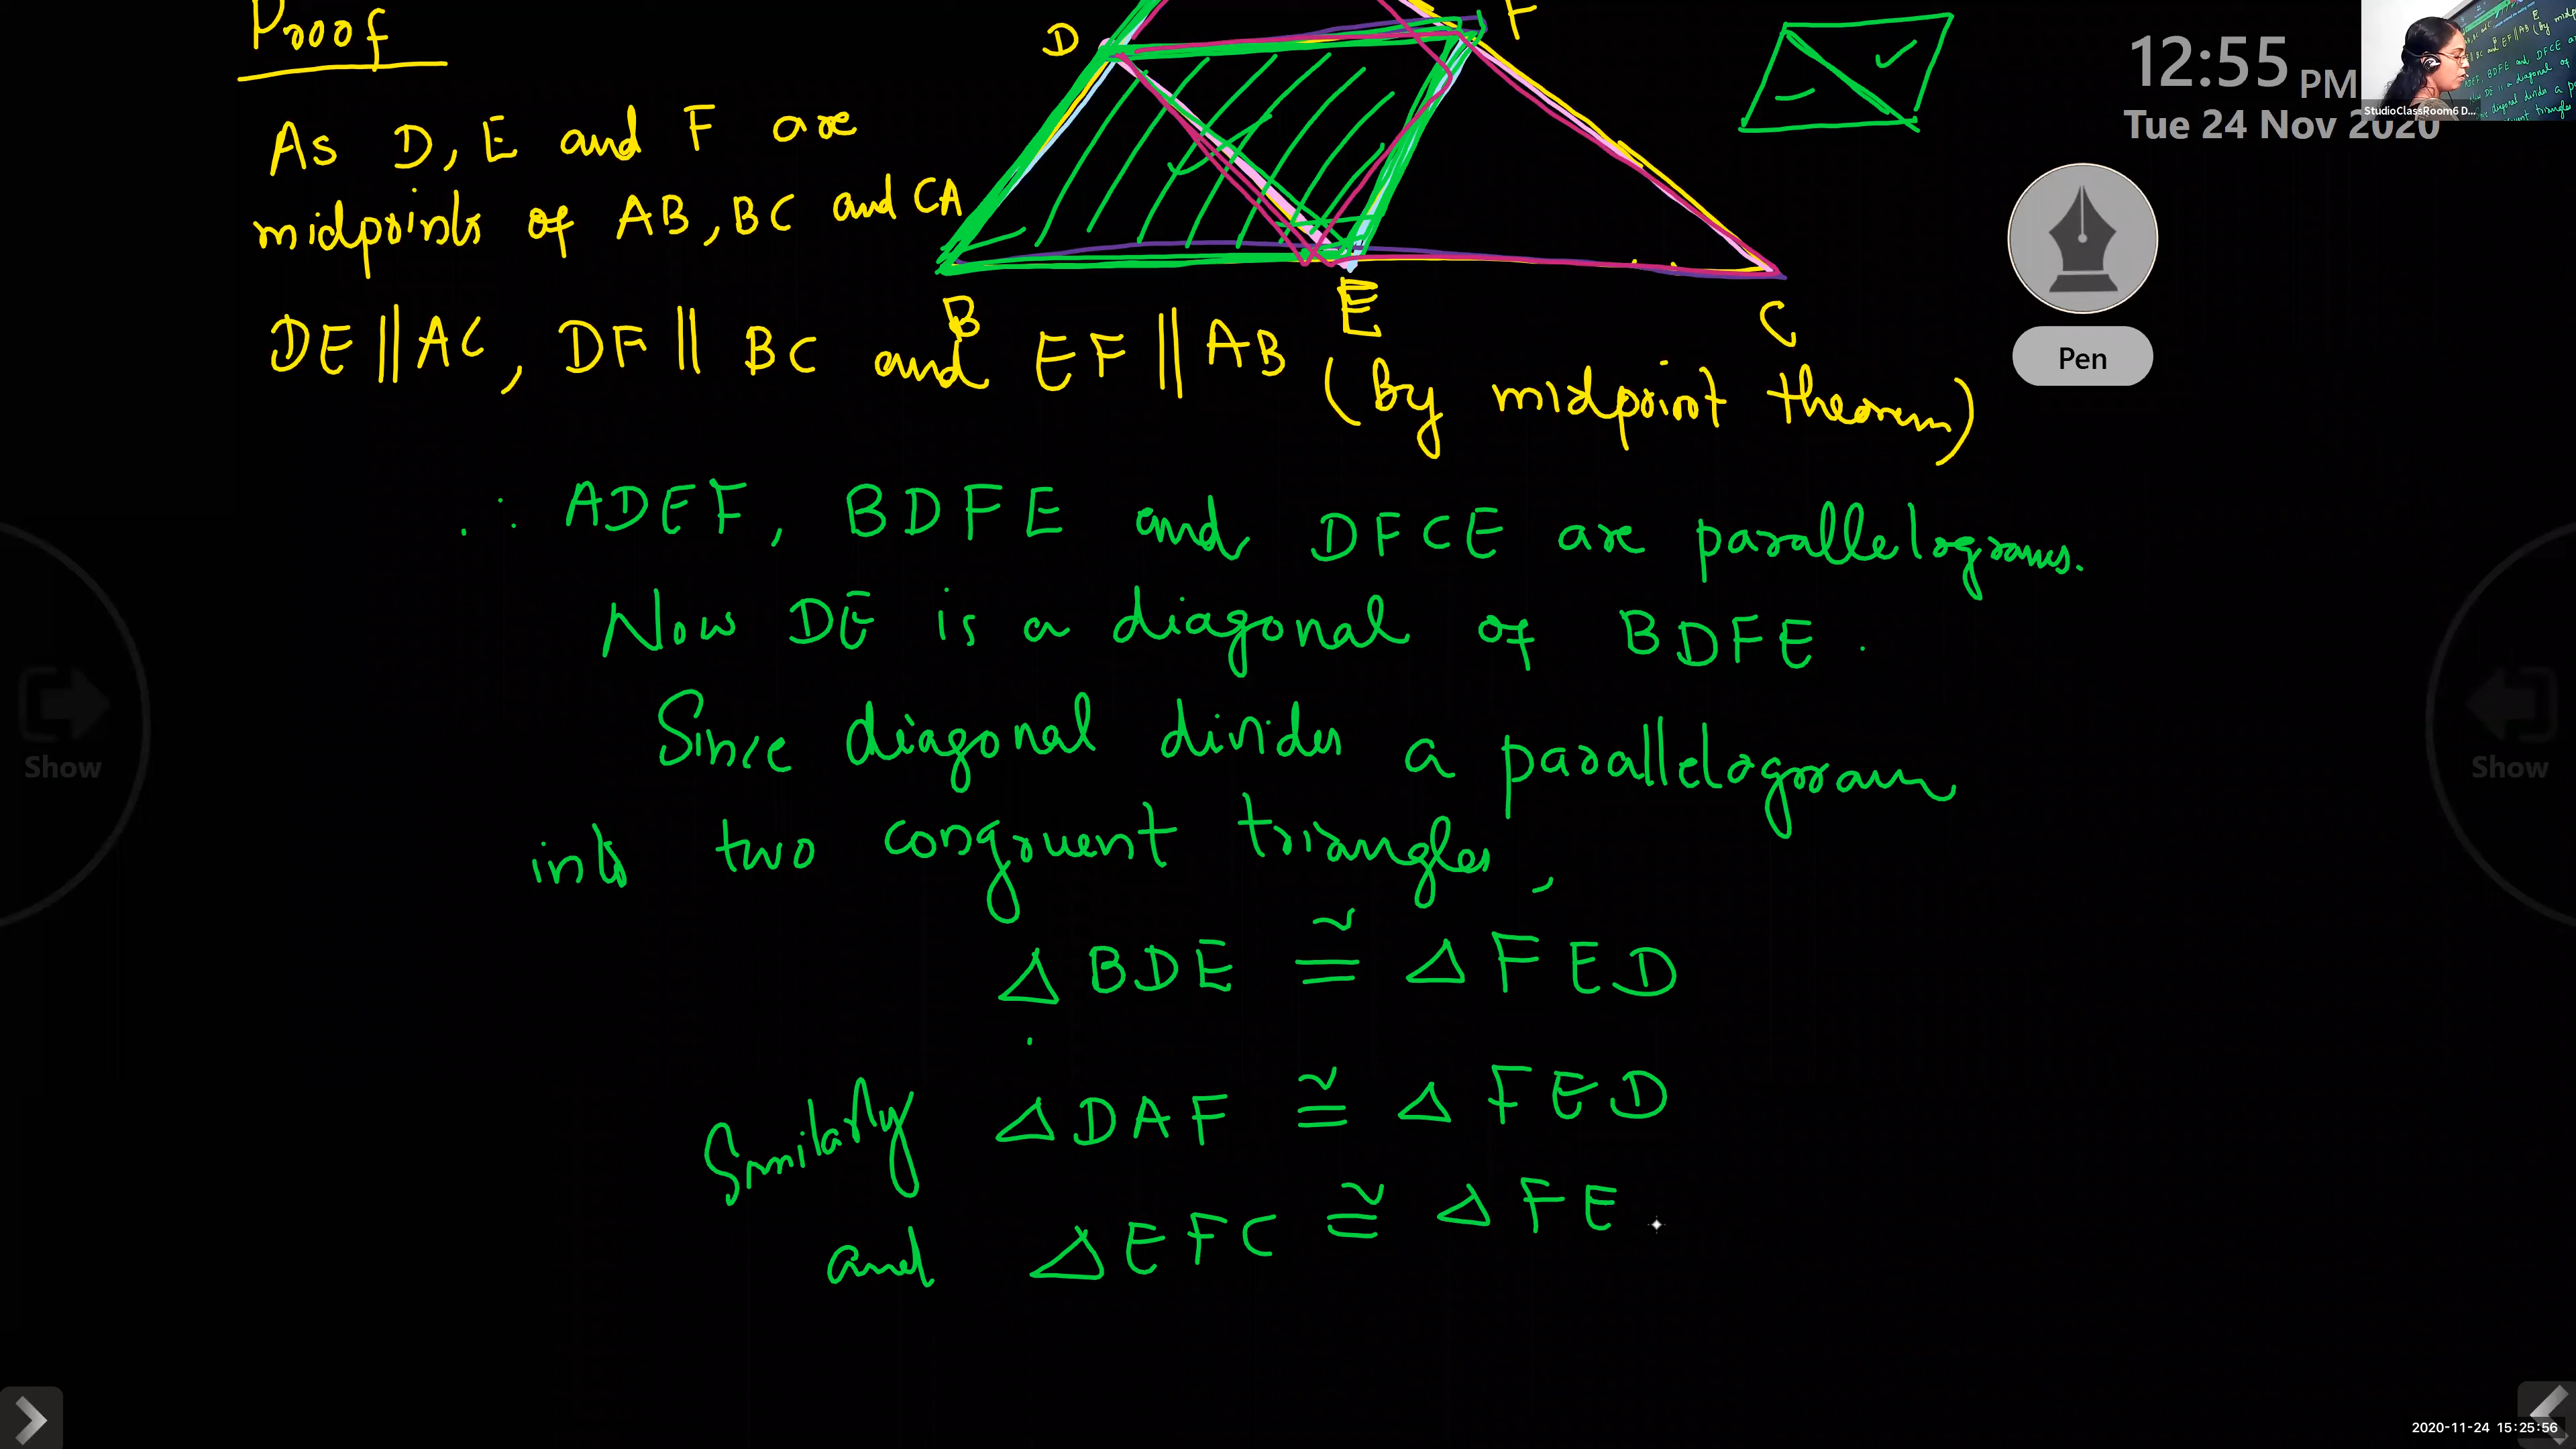 Proof
D
F
As D, E and F are
midpoints of AB, BC and CA
B
E
C
DE || AC, DF || BC and EF || AB (By midpoint theorem)
∴ ADEF, BDFE and DFCE are parallelograms.
Now DE is a diagonal of BDFE.
Since diagonal divides a parallelogram
into two congruent triangles,
Δ BDE ≅ Δ FED
Similarly Δ DAF ≅ Δ FED
and Δ EFC ≅ Δ FE
12:55 PM
Tue 24 Nov 2020
StudioClassRoom6 D...
Pen
Show
Show
2020-11-24 15:25:56